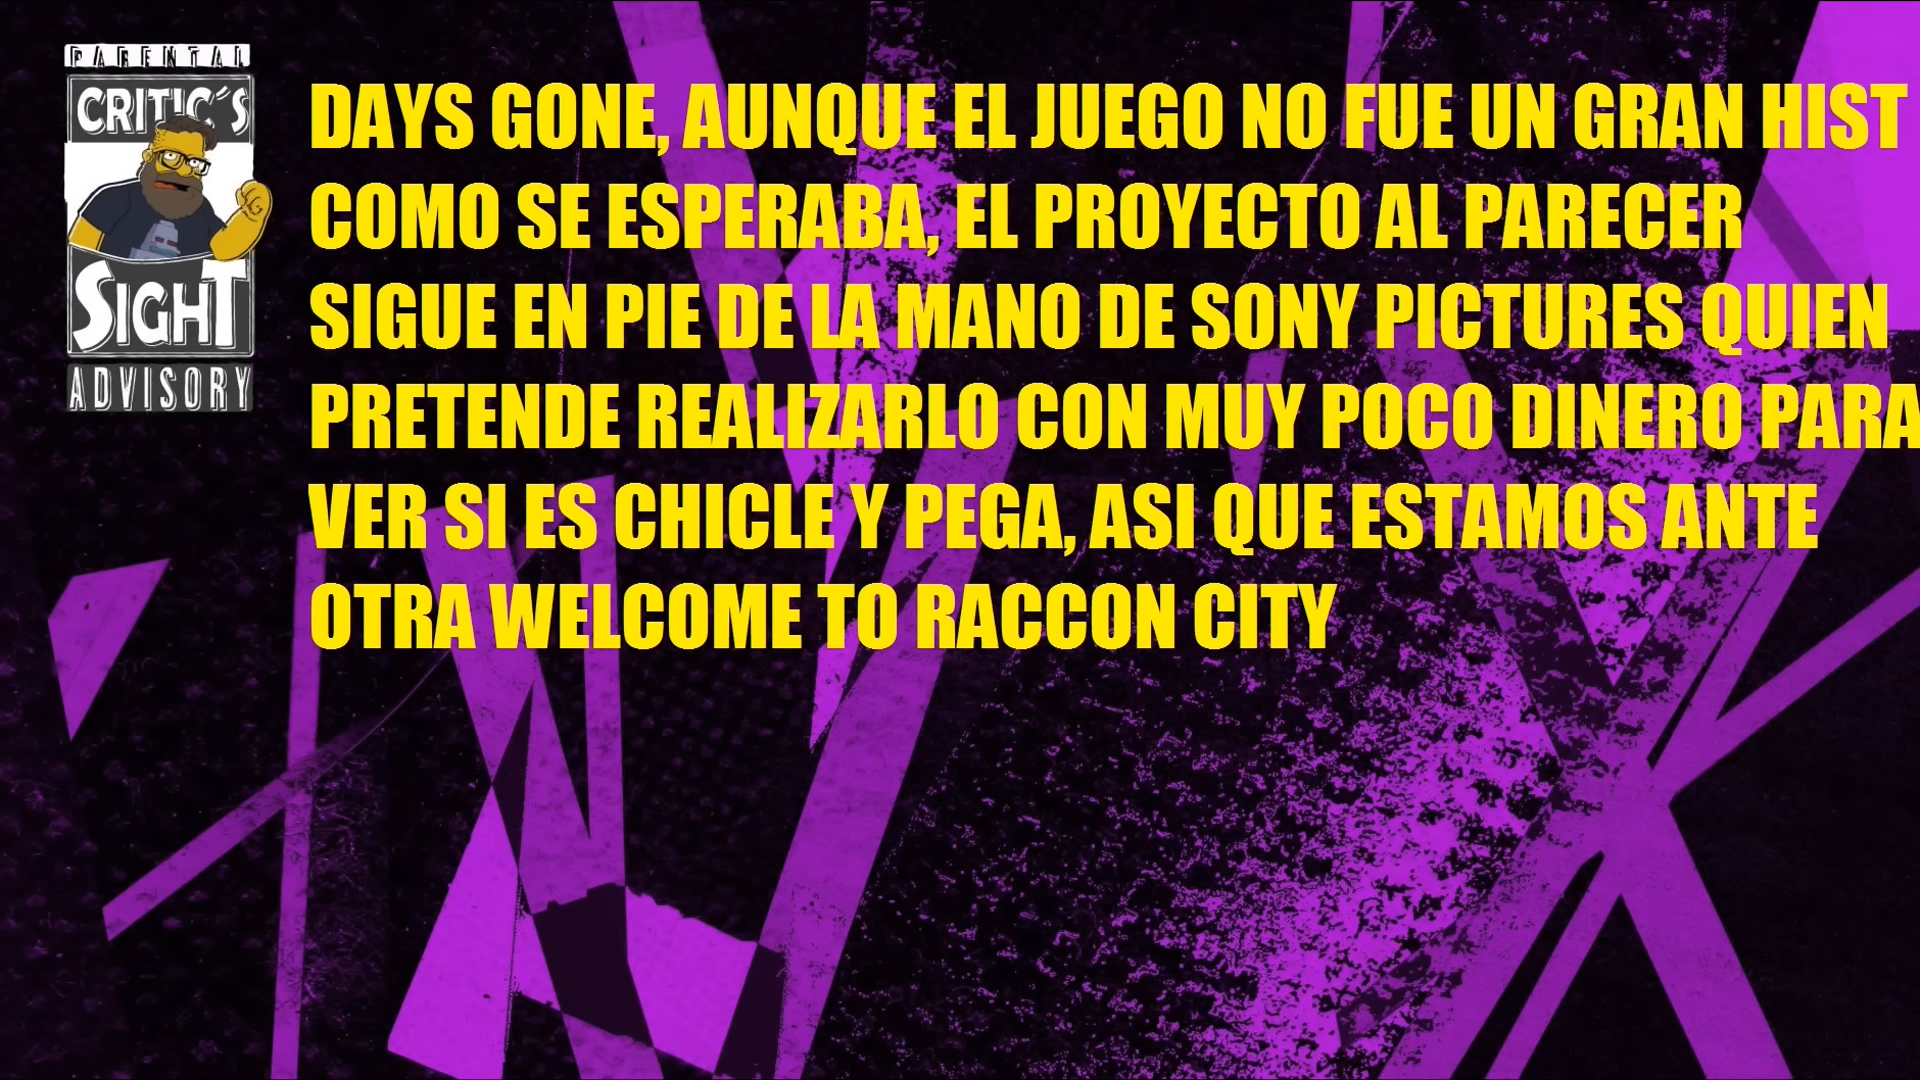 PARENTAL
CRITIC´S
SIGHT
ADVISORY
DAYS GONE, AUNQUE EL JUEGO NO FUE UN GRAN HIST
COMO SE ESPERABA, EL PROYECTO AL PARECER
SIGUE EN PIE DE LA MANO DE SONY PICTURES QUIEN
PRETENDE REALIZARLO CON MUY POCO DINERO PARA
VER SI ES CHICLE Y PEGA, ASI QUE ESTAMOS ANTE
OTRA WELCOME TO RACCON CITY